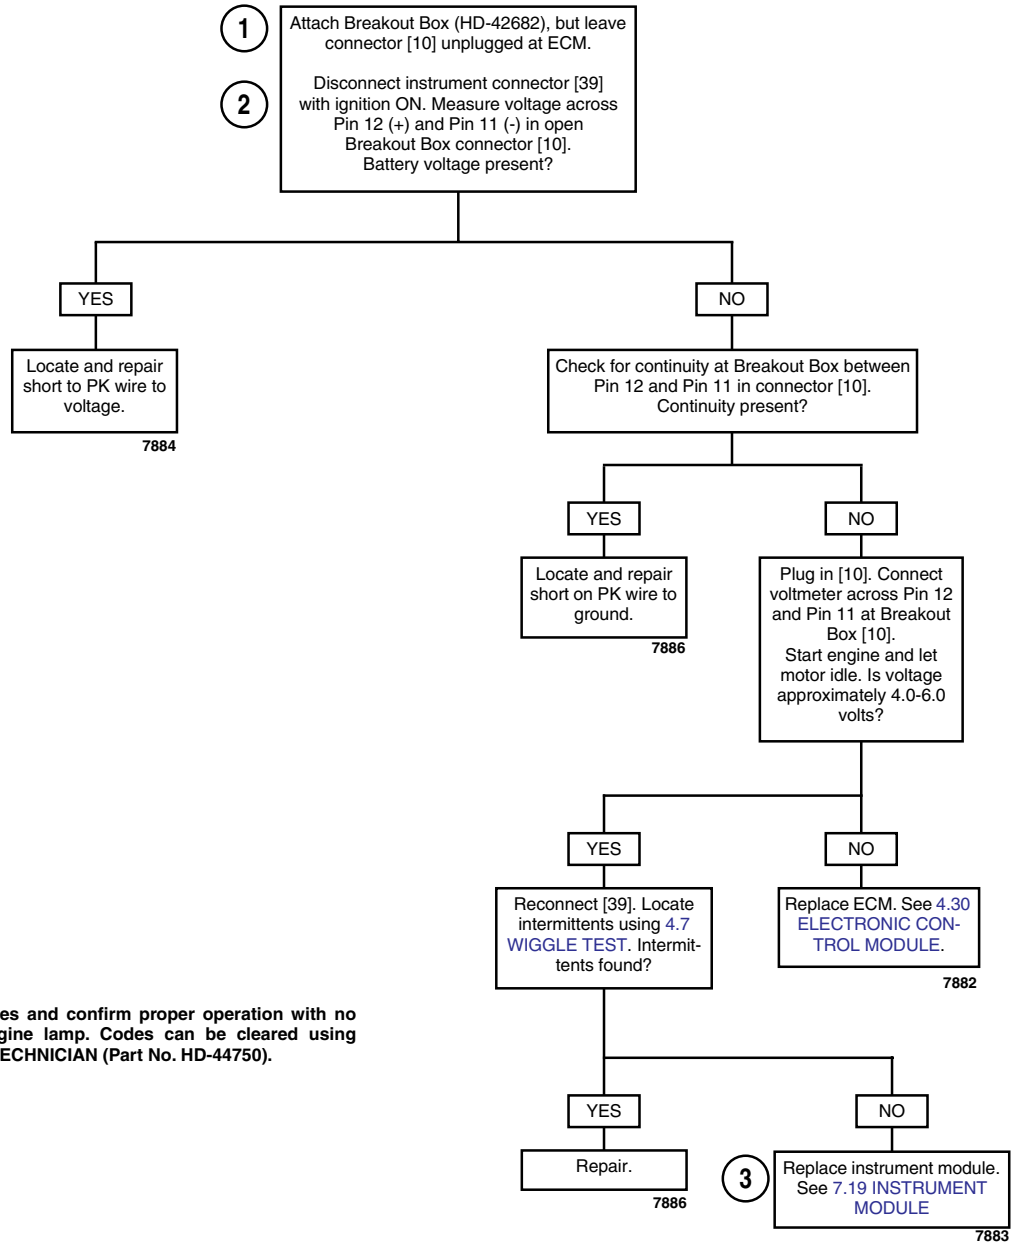 1
Attach Breakout Box (HD-42682), but leave
connector [10] unplugged at ECM.
2
Disconnect instrument connector [39]
with ignition ON. Measure voltage across
Pin 12 (+) and Pin 11 (-) in open
Breakout Box connector [10].
Battery voltage present?
YES
NO
Locate and repair
short to PK wire to
voltage.
7884
Check for continuity at Breakout Box between
Pin 12 and Pin 11 in connector [10].
Continuity present?
YES
NO
Locate and repair
short on PK wire to
ground.
7886
Plug in [10]. Connect
voltmeter across Pin 12
and Pin 11 at Breakout
Box [10].
Start engine and let
motor idle. Is voltage
approximately 4.0-6.0
volts?
YES
NO
Reconnect [39]. Locate
intermittents using 4.7
WIGGLE TEST. Intermit-
tents found?
Replace ECM. See 4.30
ELECTRONIC CON-
TROL MODULE.
7882
es and confirm proper operation with no
gine lamp. Codes can be cleared using
ECHNICIAN (Part No. HD-44750).
YES
NO
Repair.
7886
3
Replace instrument module.
See 7.19 INSTRUMENT
MODULE
7883